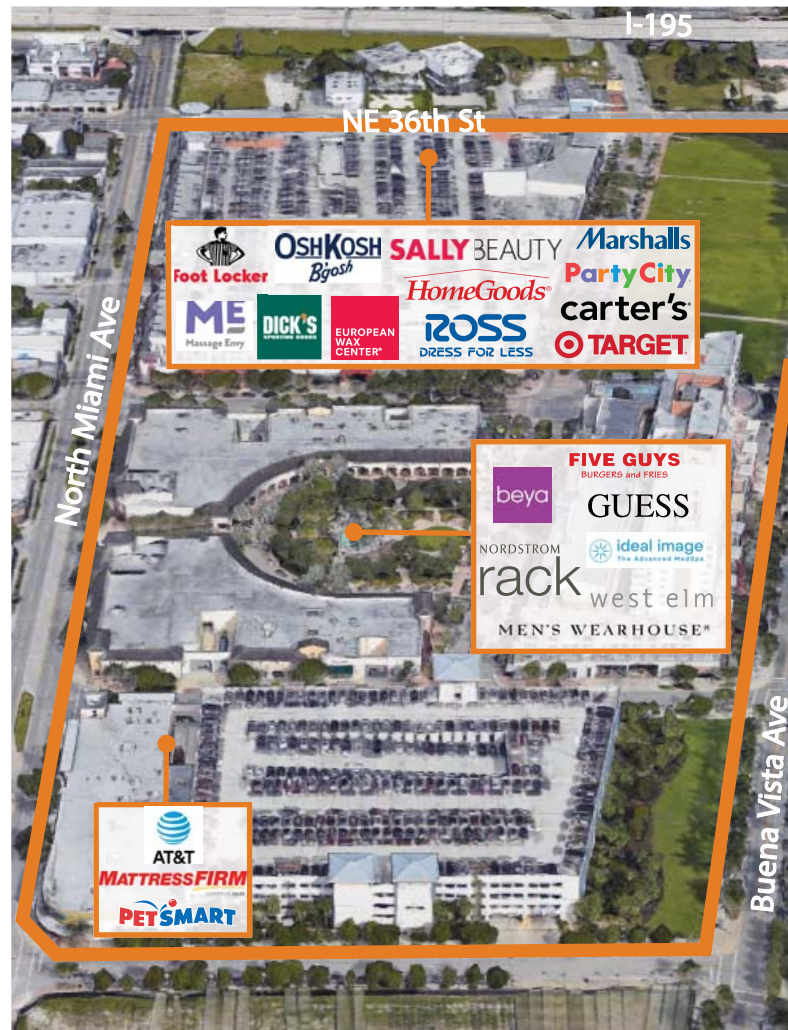 I-195
NE 36th St
North Miami Ave
Foot Locker
OSHKOSH
B'gosh
SALLY BEAUTY
Marshalls
HomeGoods®
Party City
carter's®
ME
Massage Envy
DICK'S
SPORTING GOODS
EUROPEAN
WAX
CENTER®
ROSS
DRESS FOR LESS
TARGET
beya
FIVE GUYS
BURGERS and FRIES
GUESS
NORDSTROM
rack
ideal image
The Advanced MedSpa
west elm
MEN'S WEARHOUSE®
Buena Vista Ave
AT&T
MATTRESSFIRM
PETSMART